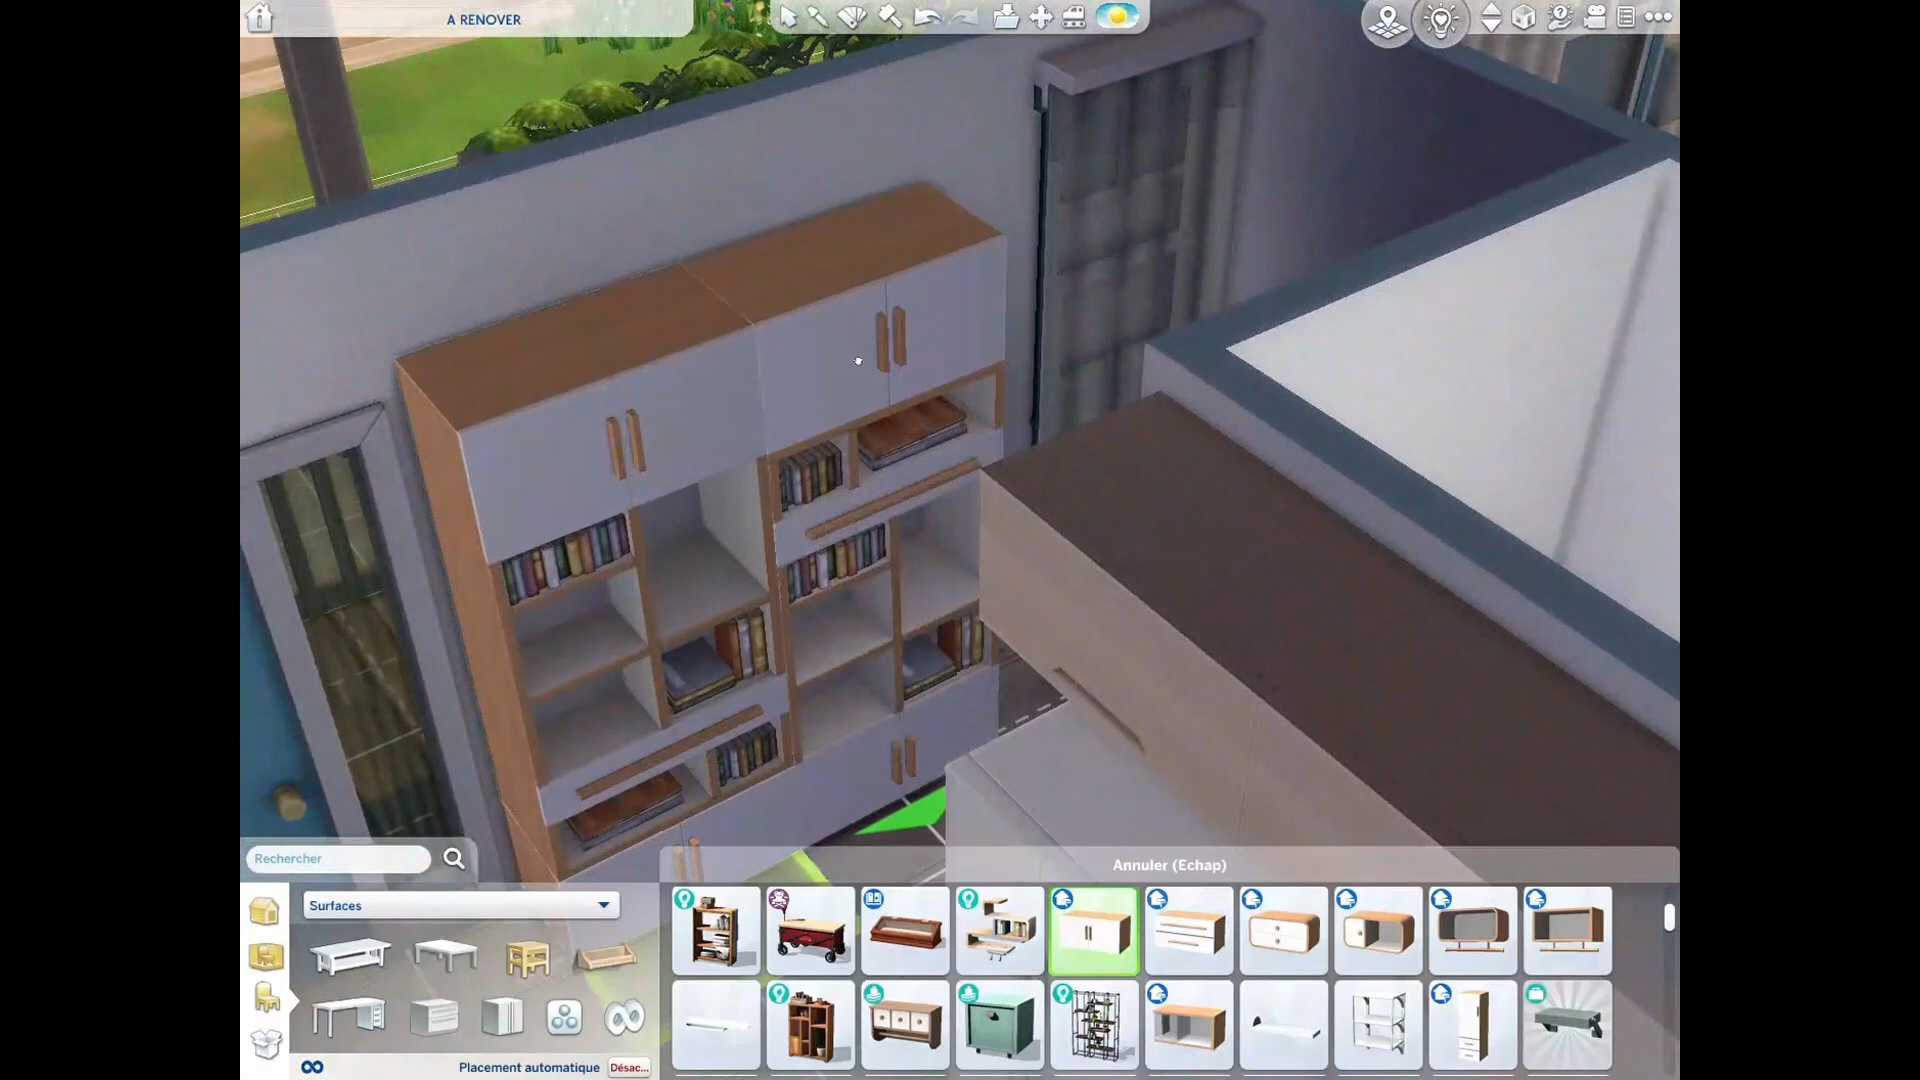 A RENOVER
Annuler (Echap)
Rechercher
Surfaces
Placement automatique
Désac...